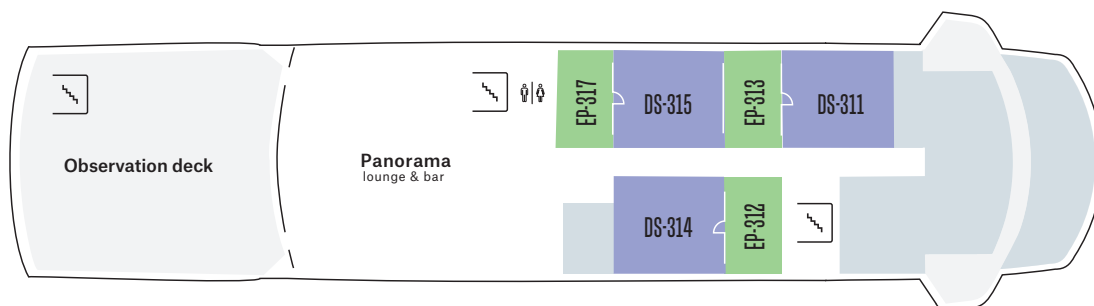 EP-317
DS-315
EP-313
DS-311
Observation deck
Panorama
lounge & bar
DS-314
EP-312